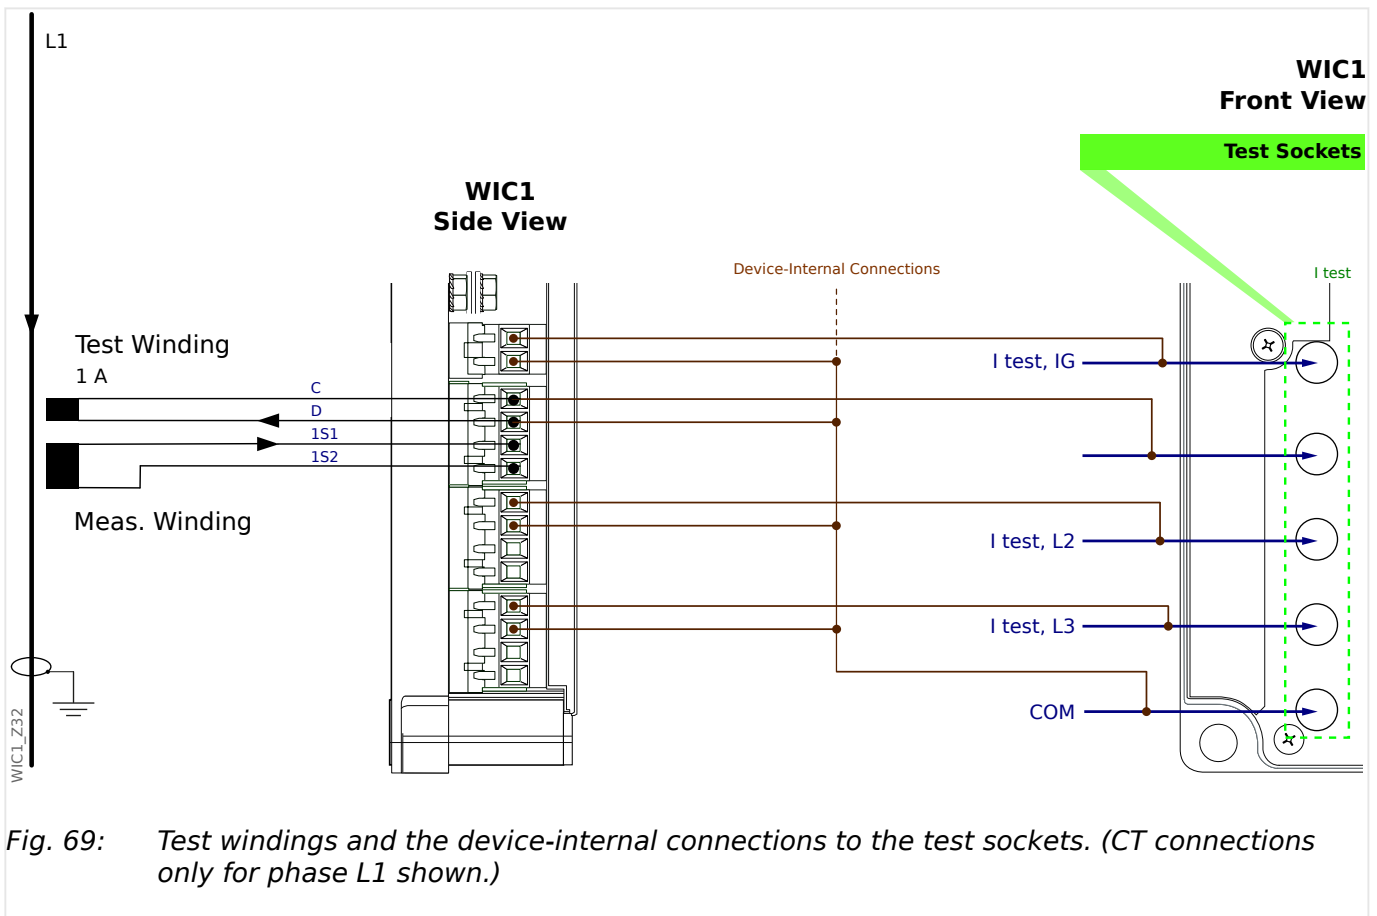 L1
WIC1
Front View
Test Sockets
WIC1
Side View
Device-Internal Connections
I test
Test Winding
1 A
C
D
1S1
1S2
Meas. Winding
I test, IG
I test, L2
I test, L3
COM
WIC1_Z32
Fig. 69: Test windings and the device-internal connections to the test sockets. (CT connections
only for phase L1 shown.)